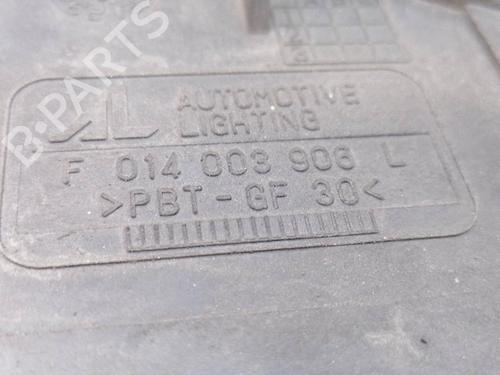 AL AUTOMOTIVE
LIGHTING
F 014 003 906 L
>PBT-GF 30<
B-PARTS